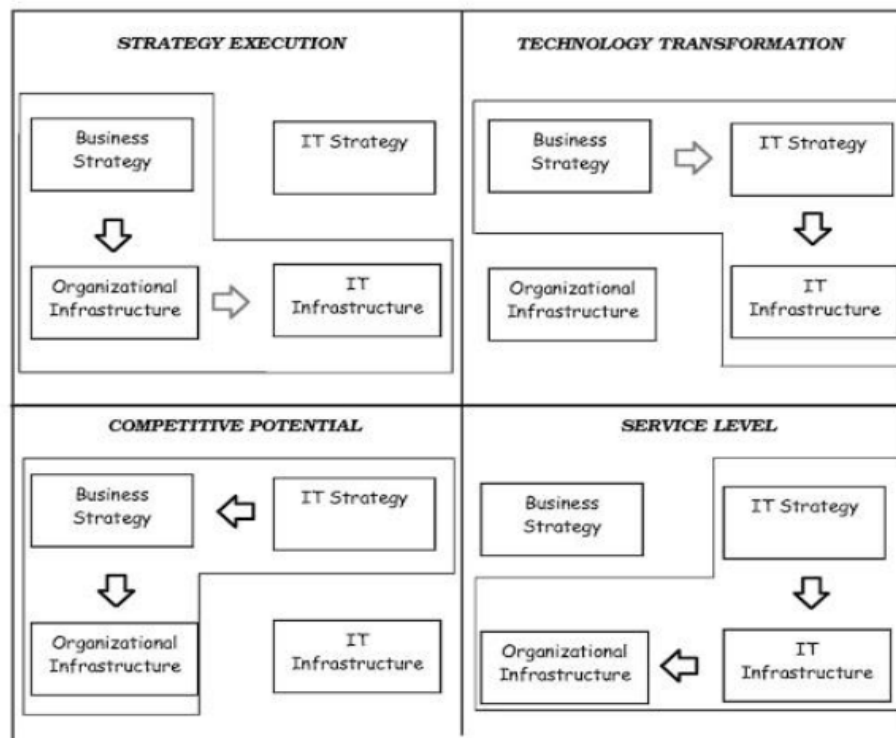 STRATEGY EXECUTION
Business
Strategy
IT Strategy
Organizational
Infrastructure
IT
Infrastructure
TECHNOLOGY TRANSFORMATION
Business
Strategy
IT Strategy
Organizational
Infrastructure
IT
Infrastructure
COMPETITIVE POTENTIAL
Business
Strategy
IT Strategy
Organizational
Infrastructure
IT
Infrastructure
SERVICE LEVEL
Business
Strategy
IT Strategy
Organizational
Infrastructure
IT
Infrastructure